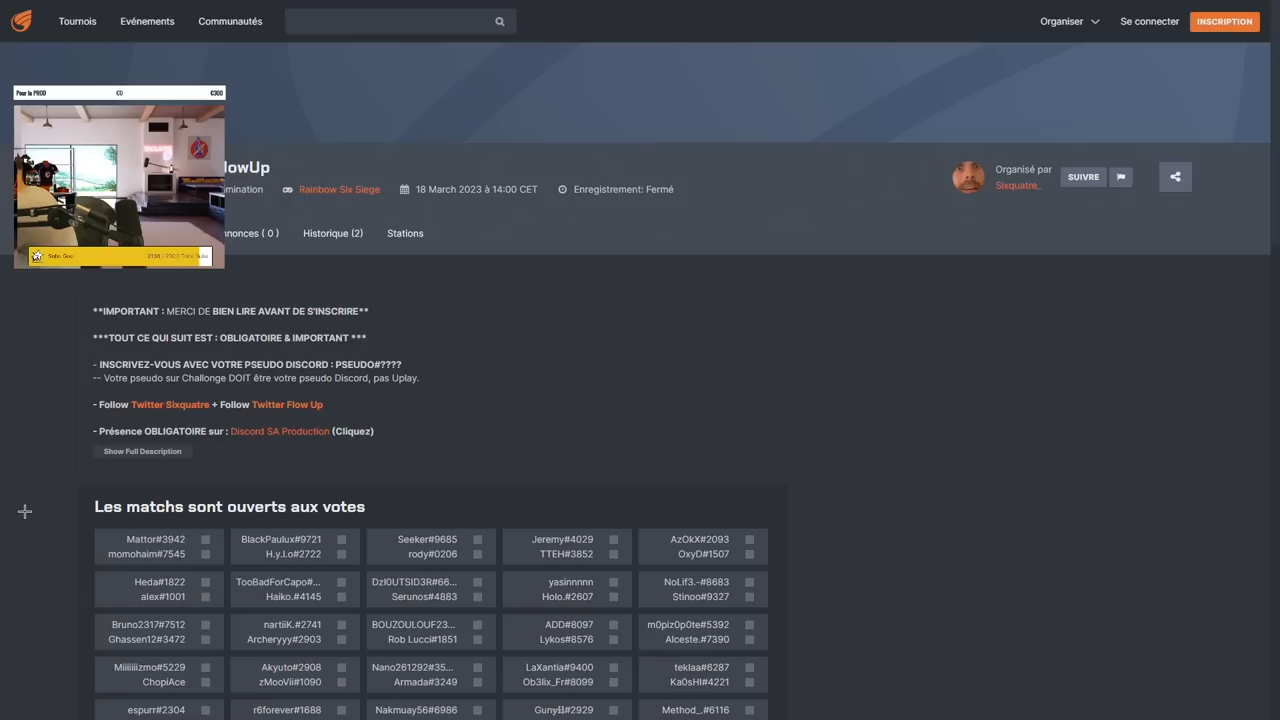 Tournois Evénements Communautés Organiser Se connecter INSCRIPTION
Pour la PROD €0 €300
lowUp
mination Rainbow Six Siege 18 March 2023 à 14:00 CET Enregistrement: Fermé
Organisé par
Sixquatre_
SUIVRE
nnonces ( 0 ) Historique (2) Stations
Subs Goal
**IMPORTANT : MERCI DE BIEN LIRE AVANT DE S'INSCRIRE**
***TOUT CE QUI SUIT EST : OBLIGATOIRE & IMPORTANT ***
- INSCRIVEZ-VOUS AVEC VOTRE PSEUDO DISCORD : PSEUDO#????
-- Votre pseudo sur Challonge DOIT être votre pseudo Discord, pas Uplay.
- Follow Twitter Sixquatre + Follow Twitter Flow Up
- Présence OBLIGATOIRE sur : Discord SA Production (Cliquez)
Show Full Description
Les matchs sont ouverts aux votes
Mattor#3942 BlackPaulux#9721 Seeker#9685 Jeremy#4029 AzOkX#2093
momohaim#7545 H.y.l.o#2722 rody#0206 TTEH#3852 OxyD#1507
Heda#1822 TooBadForCapo#... DzI0UTSID3R#66... yasinnnnn NoLif3.-#8683
alex#1001 Haiko.#4145 Serunos#4883 Holo.#2607 Stinoo#9327
Bruno2317#7512 nartiiK.#2741 BOUZOULOUF23... ADD#8097 m0piz0p0te#5392
Ghassen12#3472 Archeryyy#2903 Rob Lucci#1851 Lykos#8576 Alceste.#7390
Miiiiiiizmo#5229 Akyuto#2908 Nano261292#35... LaXantia#9400 teklaa#6287
ChopiAce zMooVii#1090 Armada#3249 Ob3lix_Fr#8099 Ka0sHI#4221
espurr#2304 r6forever#1688 Nakmuay56#6986 Method_.#6116